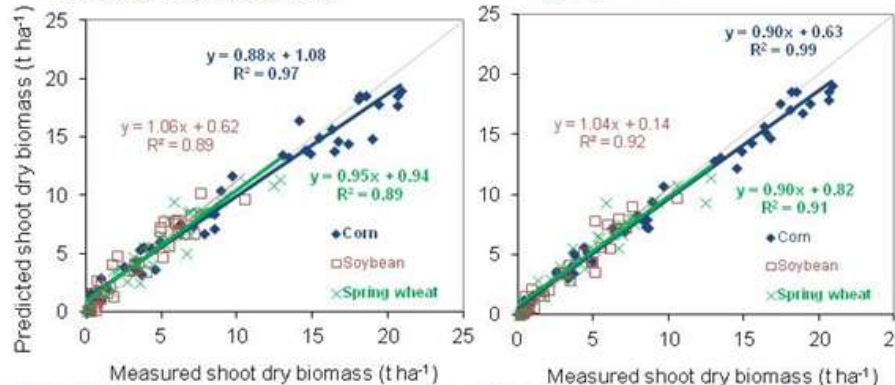 Predicted shoot dry biomass (t ha⁻¹)
25
20
15
10
5
0
y = 0.88x + 1.08
R² = 0.97
y = 1.06x + 0.62
R² = 0.89
y = 0.95x + 0.94
R² = 0.89
Corn
Soybean
Spring wheat
0 5 10 15 20 25
Measured shoot dry biomass (t ha⁻¹)
25
20
15
10
5
0
y = 0.90x + 0.63
R² = 0.99
y = 1.04x + 0.14
R² = 0.92
y = 0.90x + 0.82
R² = 0.91
Corn
Soybean
Spring wheat
0 5 10 15 20
Measured shoot dry biomass (t ha⁻¹)